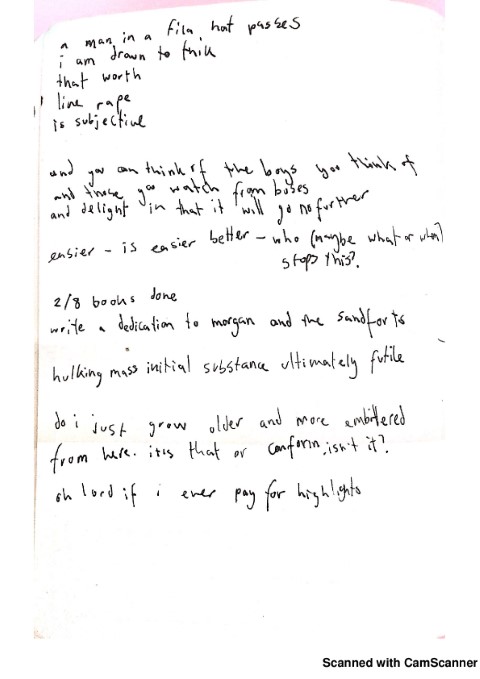 a man in a fila hat passes
i am drawn to think
that worth
line rape
is subjective
and you can think of the boys you think of
and those you watch from buses
and delight in that it will go no further
easier - is easier better - who (maybe what or when)
stops this?
2/8 books done
write a dedication to morgan and the sandforts
hulking mass initial substance ultimately futile
do i just grow older and more embittered
from here. it is that or conform, isn't it?
oh lord if i ever pay for highlights
Scanned with CamScanner